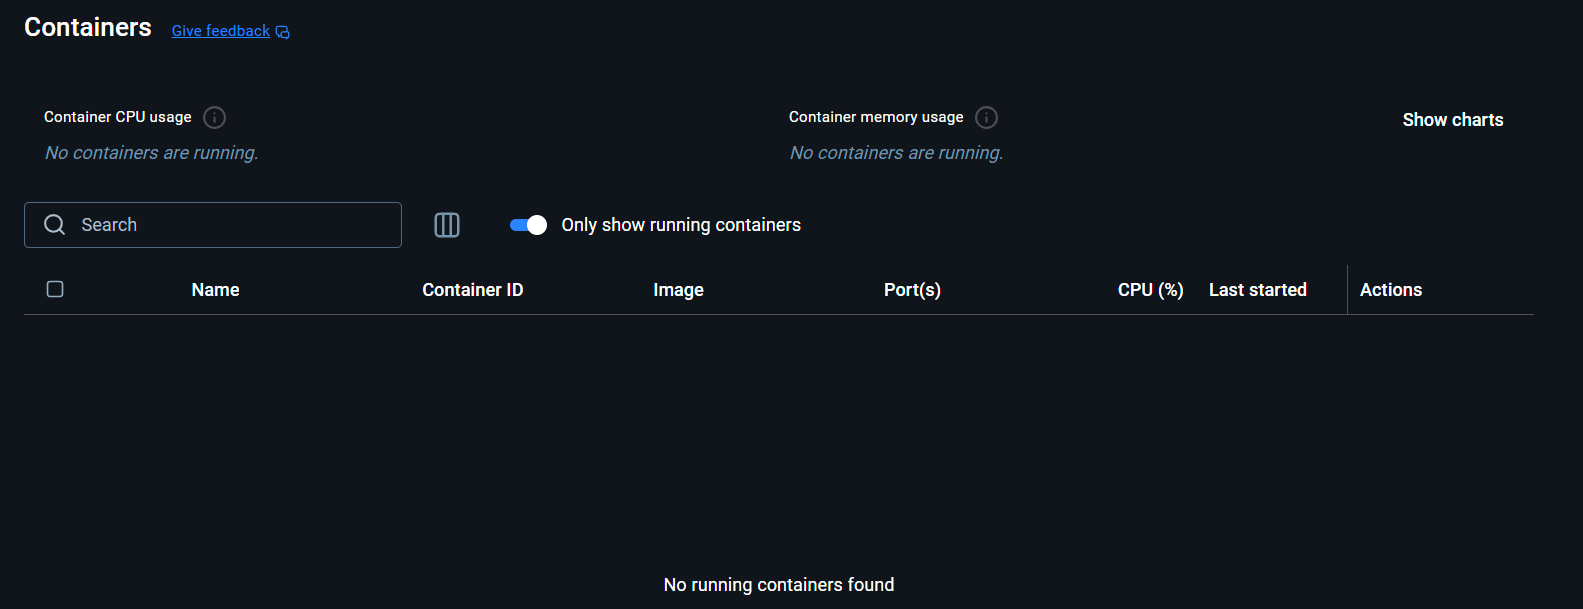 Containers Give feedback
Container CPU usage Container memory usage Show charts
No containers are running. No containers are running.
Search Only show running containers
Name Container ID Image Port(s) CPU (%) Last started Actions
No running containers found